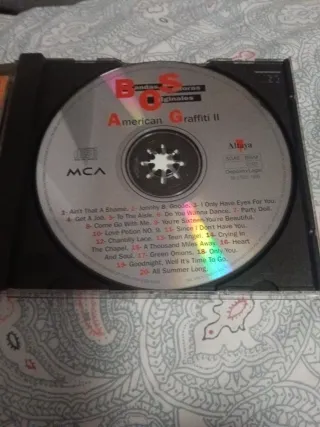 Bandas Sonoras
Originales
American Graffiti II
Altaya
MCA
1- Ain't That A Shame. 2- Johnny B. Goode. 3- I Only Have Eyes For You.
4- Get A Job. 5- To The Aisle. 6- Do You Wanna Dance. 7- Party Doll.
8- Come Go With Me. 9- You're Sixteen You're Beautiful.
10- Love Potion NO. 9. 11- Since I Don't Have You.
12- Chantilly Lace. 13- Teen Angel. 14- Crying In
The Chapel. 15- A Thousand Miles Away. 16- Heart
And Soul. 17- Green Onions. 18- Only You.
19- Goodnight, Well It's Time To Go.
20- All Summer Long.